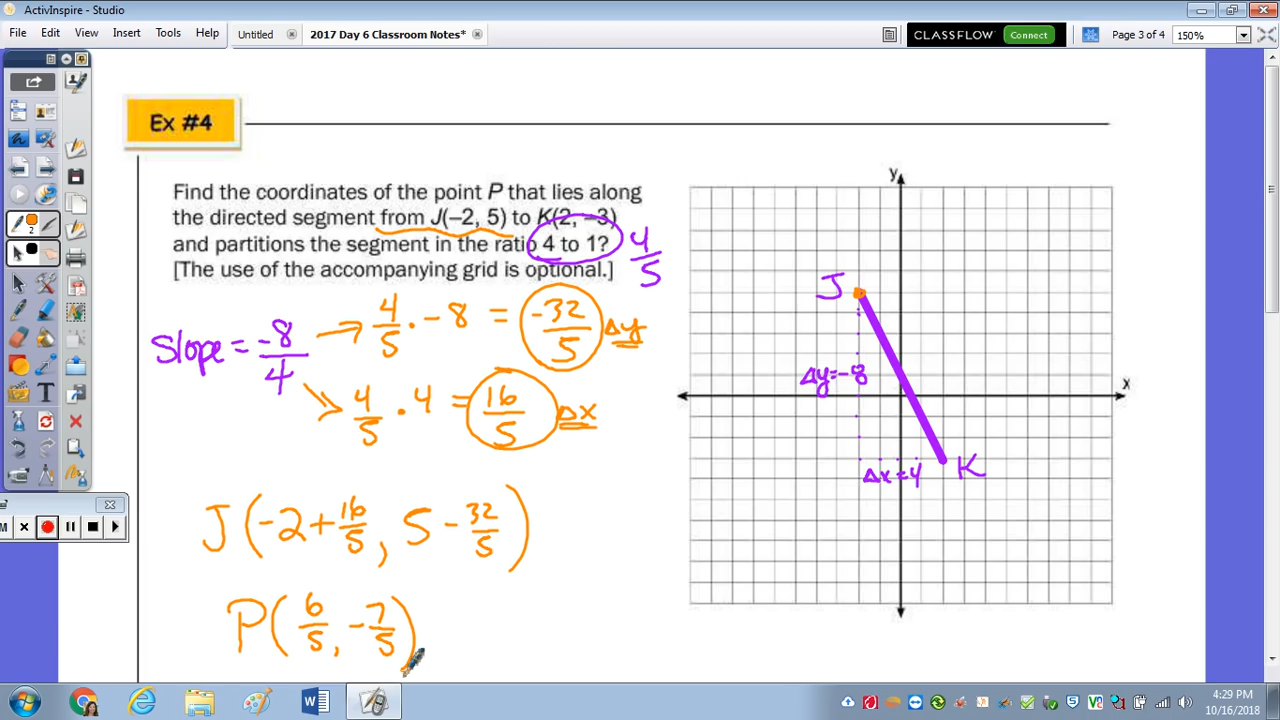 ActivInspire - Studio
File Edit View Insert Tools Help Untitled 2017 Day 6 Classroom Notes* CLASSFLOW Connect Page 3 of 4 150%
Ex #4
Find the coordinates of the point P that lies along
the directed segment from J(−2, 5) to K(2, −3)
and partitions the segment in the ratio 4 to 1?
[The use of the accompanying grid is optional.]
4/5
Slope = -8/4
4/5 · -8 = -32/5 Δy
4/5 · 4 = 16/5 Δx
J(-2+16/5, 5-32/5)
P(6/5, -7/5)
y
x
J
Δy=-8
Δx=4
K
2
T
M
4:29 PM
10/16/2018